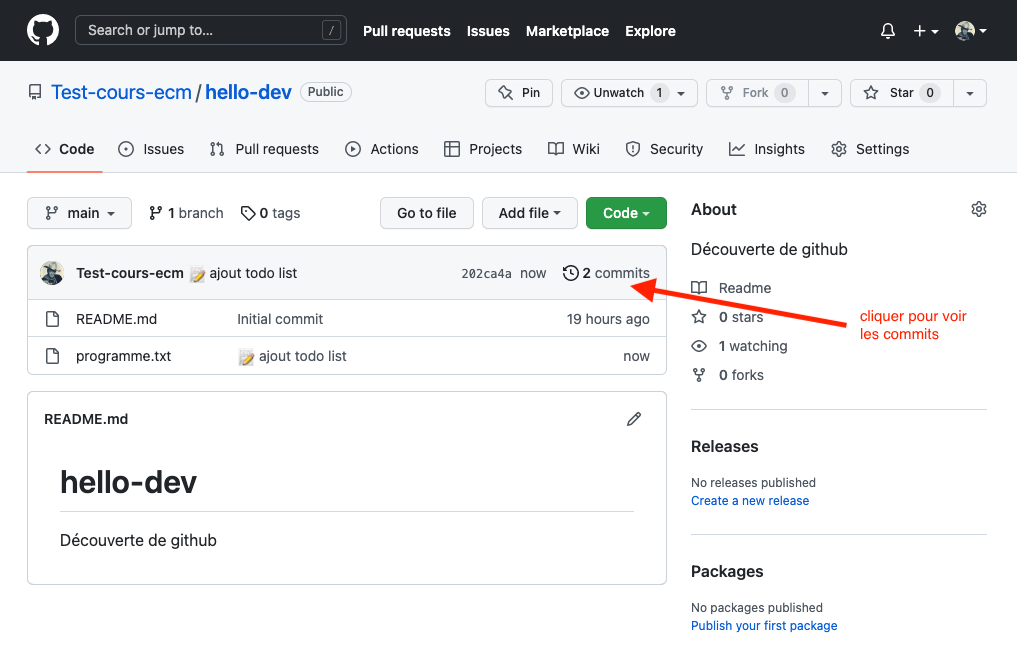 Search or jump to... /
Pull requests Issues Marketplace Explore
Test-cours-ecm / hello-dev Public
Pin Unwatch 1 Fork 0 Star 0
Code Issues Pull requests Actions Projects Wiki Security Insights Settings
main 1 branch 0 tags Go to file Add file Code
Test-cours-ecm 📝 ajout todo list 202ca4a now 2 commits
README.md Initial commit 19 hours ago
programme.txt 📝 ajout todo list now
README.md
hello-dev
Découverte de github
About
Découverte de github
Readme
0 stars
1 watching
0 forks
cliquer pour voir
les commits
Releases
No releases published
Create a new release
Packages
No packages published
Publish your first package